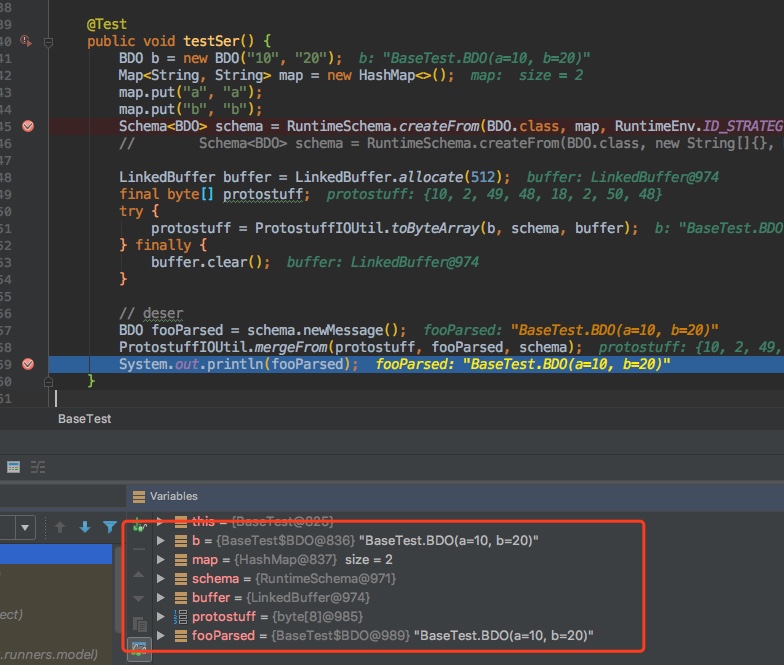 38
39 @Test
40 public void testSer() {
41 BDO b = new BDO("10", "20"); b: "BaseTest.BDO(a=10, b=20)"
42 Map<String, String> map = new HashMap<>(); map: size = 2
43 map.put("a", "a");
44 map.put("b", "b");
45 Schema<BDO> schema = RuntimeSchema.createFrom(BDO.class, map, RuntimeEnv.ID_STRATEG
46 // Schema<BDO> schema = RuntimeSchema.createFrom(BDO.class, new String[]{},
47
48 LinkedBuffer buffer = LinkedBuffer.allocate(512); buffer: LinkedBuffer@974
49 final byte[] protostuff; protostuff: {10, 2, 49, 48, 18, 2, 50, 48}
50 try {
51 protostuff = ProtostuffIOUtil.toByteArray(b, schema, buffer); b: "BaseTest.BDO
52 } finally {
53 buffer.clear(); buffer: LinkedBuffer@974
54 }
55
56 // deser
57 BDO fooParsed = schema.newMessage(); fooParsed: "BaseTest.BDO(a=10, b=20)"
58 ProtostuffIOUtil.mergeFrom(protostuff, fooParsed, schema); protostuff: {10, 2, 49,
59 System.out.println(fooParsed); fooParsed: "BaseTest.BDO(a=10, b=20)"
60 }
61
BaseTest
Variables
this = {BaseTest@825}
b = {BaseTest$BDO@836} "BaseTest.BDO(a=10, b=20)"
map = {HashMap@837} size = 2
schema = {RuntimeSchema@971}
buffer = {LinkedBuffer@974}
ect) protostuff = {byte[8]@985}
fooParsed = {BaseTest$BDO@989} "BaseTest.BDO(a=10, b=20)"
.runners.model)